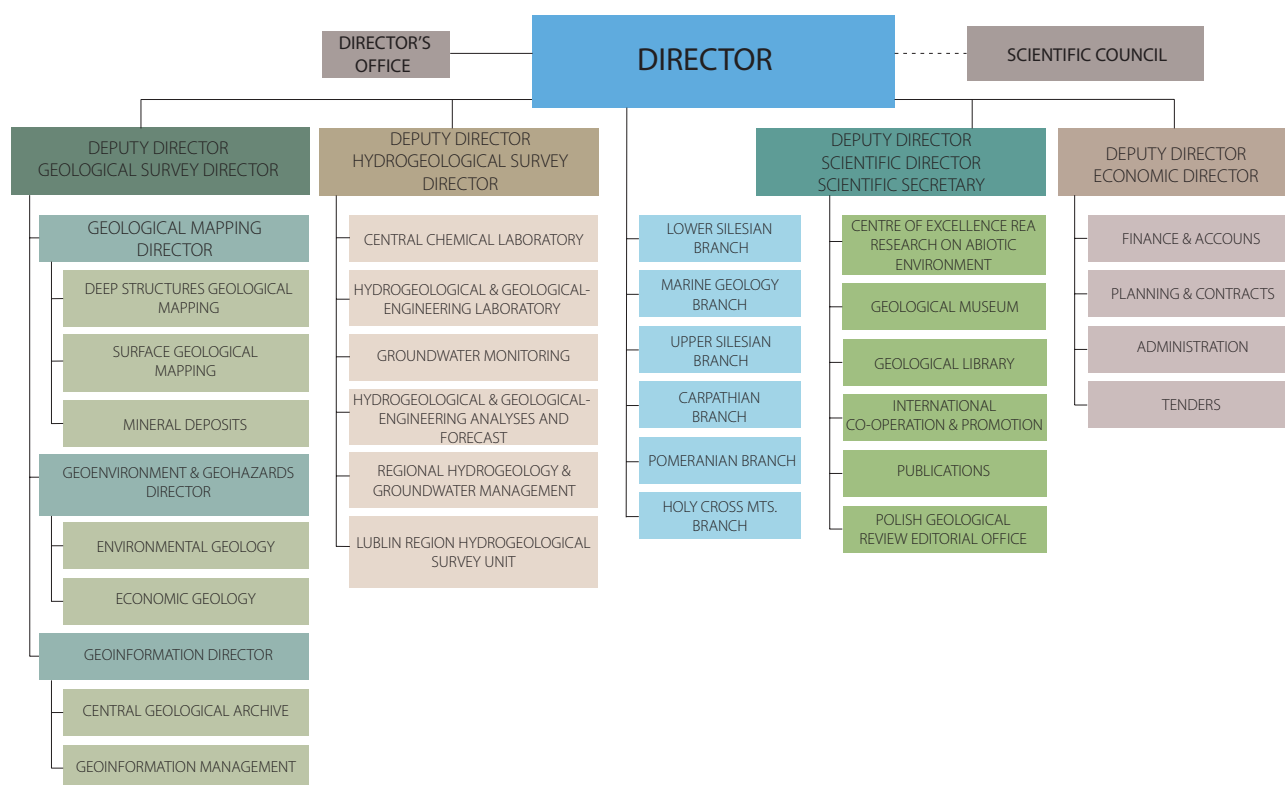 DIRECTOR'S
OFFICE
DIRECTOR
SCIENTIFIC COUNCIL
DEPUTY DIRECTOR
GEOLOGICAL SURVEY DIRECTOR
GEOLOGICAL MAPPING
DIRECTOR
DEEP STRUCTURES GEOLOGICAL
MAPPING
SURFACE GEOLOGICAL
MAPPING
MINERAL DEPOSITS
GEOENVIRONMENT & GEOHAZARDS
DIRECTOR
ENVIRONMENTAL GEOLOGY
ECONOMIC GEOLOGY
GEOINFORMATION DIRECTOR
CENTRAL GEOLOGICAL ARCHIVE
GEOINFORMATION MANAGEMENT
DEPUTY DIRECTOR
HYDROGEOLOGICAL SURVEY
DIRECTOR
CENTRAL CHEMICAL LABORATORY
HYDROGEOLOGICAL & GEOLOGICAL-
ENGINEERING LABORATORY
GROUNDWATER MONITORING
HYDROGEOLOGICAL & GEOLOGICAL-
ENGINEERING ANALYSES AND
FORECAST
REGIONAL HYDROGEOLOGY &
GROUNDWATER MANAGEMENT
LUBLIN REGION HYDROGEOLOGICAL
SURVEY UNIT
LOWER SILESIAN
BRANCH
MARINE GEOLOGY
BRANCH
UPPER SILESIAN
BRANCH
CARPATHIAN
BRANCH
POMERANIAN BRANCH
HOLY CROSS MTS.
BRANCH
DEPUTY DIRECTOR
SCIENTIFIC DIRECTOR
SCIENTIFIC SECRETARY
CENTRE OF EXCELLENCE REA
RESEARCH ON ABIOTIC
ENVIRONMENT
GEOLOGICAL MUSEUM
GEOLOGICAL LIBRARY
INTERNATIONAL
CO-OPERATION & PROMOTION
PUBLICATIONS
POLISH GEOLOGICAL
REVIEW EDITORIAL OFFICE
DEPUTY DIRECTOR
ECONOMIC DIRECTOR
FINANCE & ACCOUNS
PLANNING & CONTRACTS
ADMINISTRATION
TENDERS